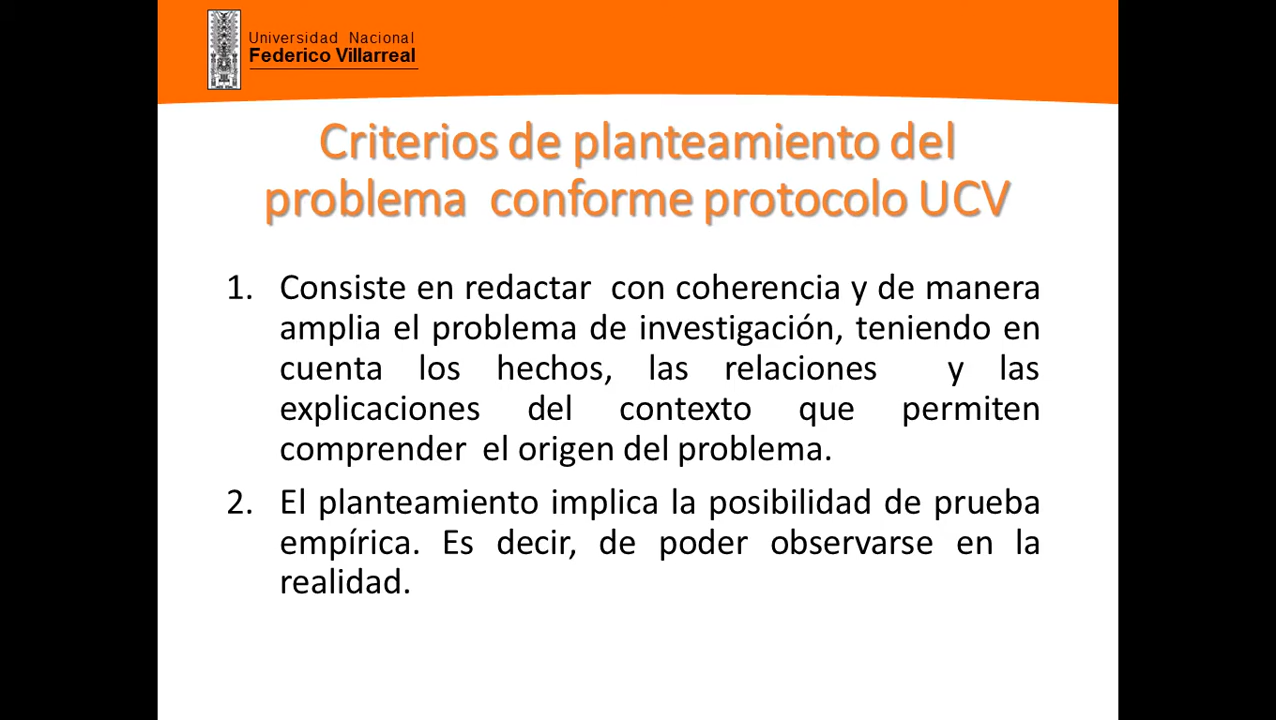 Universidad Nacional
Federico Villarreal
Criterios de planteamiento del
problema conforme protocolo UCV
1. Consiste en redactar con coherencia y de manera
amplia el problema de investigación, teniendo en
cuenta los hechos, las relaciones y las
explicaciones del contexto que permiten
comprender el origen del problema.
2. El planteamiento implica la posibilidad de prueba
empírica. Es decir, de poder observarse en la
realidad.